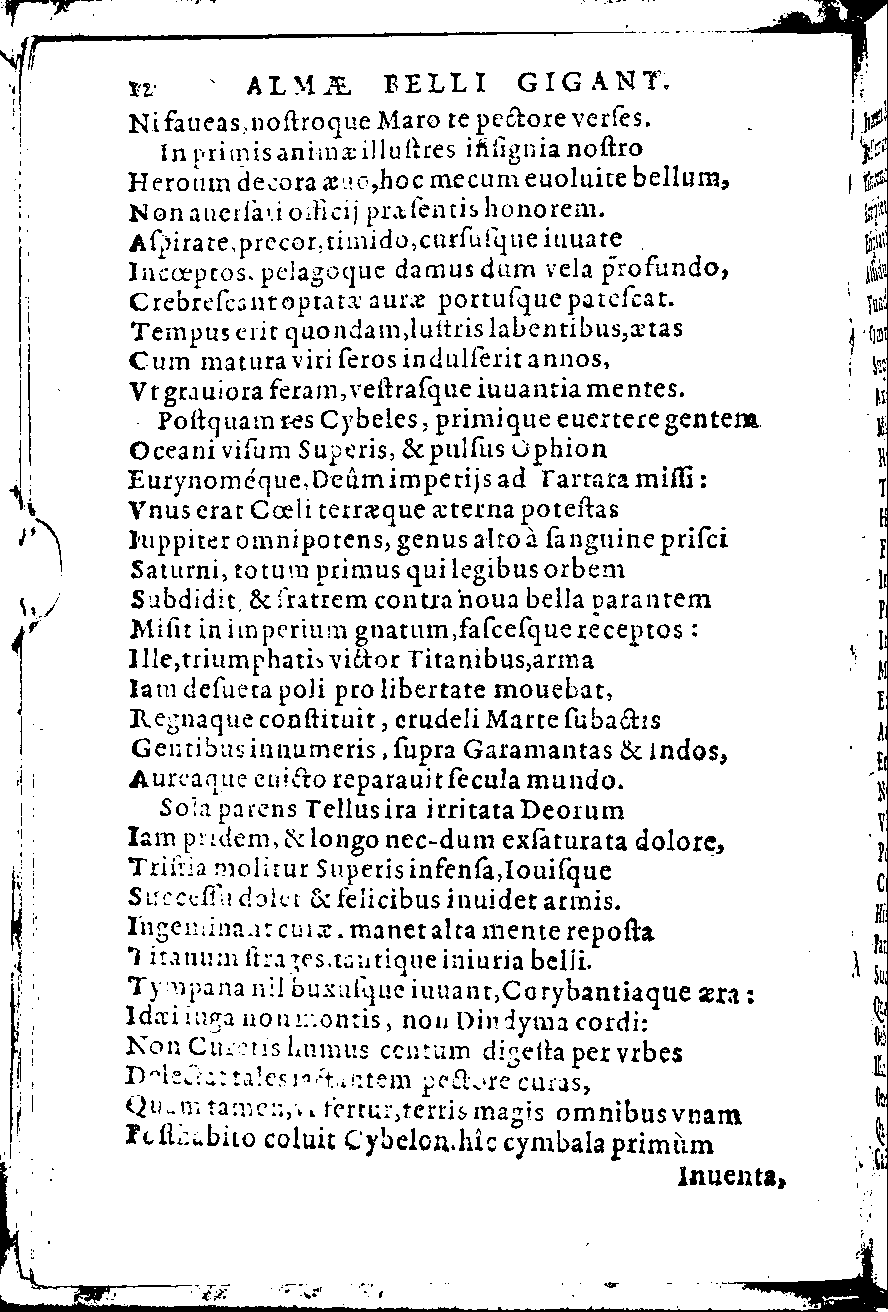 12 ALMÆ BELLI GIGANT.
Ni faueas, noſtroque Maro te pectore verſes.
In primis animæ illuſtres inſignia noſtro
Heroum decora æuo, hoc mecum euoluite bellum,
Non auerſati officij præſentis honorem.
Aſpirate, precor, timido, curſuſque iuuate
Incœptos. pelagoque damus dum vela profundo,
Crebreſcant optatæ auræ portuſque pateſcat.
Tempus erit quondam, luſtris labentibus, ætas
Cum matura viri ſeros indulſerit annos,
Vt grauiora feram, veſtraſque iuuantia mentes.
Poſtquam res Cybeles, primique euertere gentem
Oceani viſum Superis, & pulſus Ophion
Eurynoméque, Deûm imperijs ad Tartara miſſi:
Vnus erat Cœli terræque æterna poteſtas
Iuppiter omnipotens, genus alto à ſanguine priſci
Saturni, totum primus qui legibus orbem
Subdidit, & fratrem contra noua bella parantem
Miſit in imperium gnatum, faſceſque receptos:
Ille, triumphatis victor Titanibus, arma
Iam deſueta poli pro libertate mouebat,
Regnaque conſtituit, crudeli Marte ſubactis
Gentibus innumeris, ſupra Garamantas & Indos,
Aureaque euicto reparauit ſecula mundo.
Sola parens Tellus ira irritata Deorum
Iam pridem, & longo nec-dum exſaturata dolore,
Triſtia molitur Superis infenſa, Iouiſque
Succeſſu dolet & felicibus inuidet armis.
Ingeminant curæ. manet alta mente repoſta
Titanum ſtrages. tantique iniuria belli.
Tympana nil buxuſque iuuant, Corybantiaque æra:
Idæi iuga non montis, non Dindyma cordi:
Non Curetis humus centum digeſta per vrbes
Delectat tales pectore curas,
Quam tamen, vt fertur, terris magis omnibus vnam
Poſthabito coluit Cybelon. hîc cymbala primùm
Inuenta,